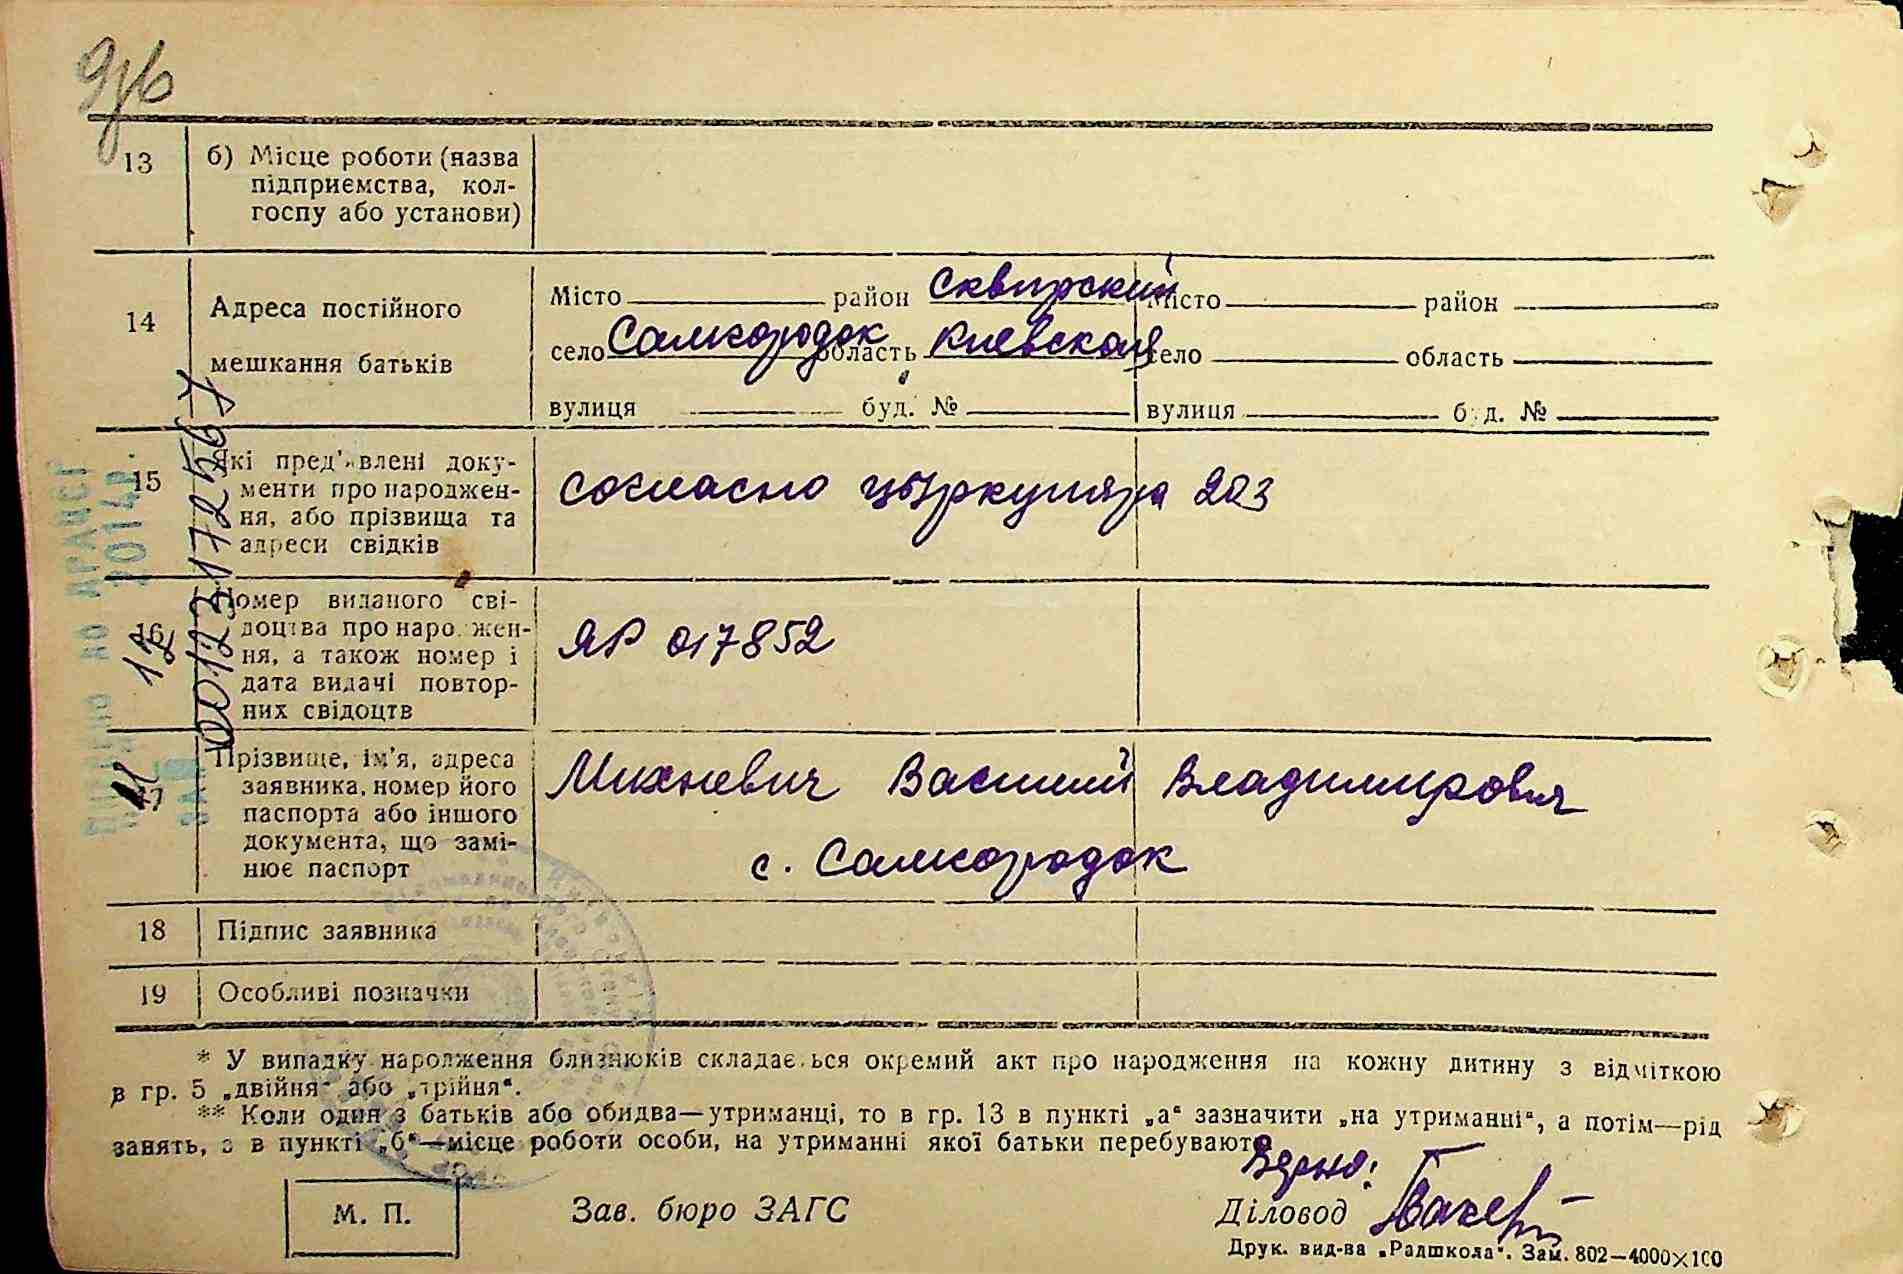 13 б) Місце роботи (назва
підприємства, кол-
госпу або установи)
14 Адреса постійного
мешкання батьків
Місто район Сквирский Місто район
село Самгородок область Киевская село область
вулиця буд. № вулиця буд. №
15 Які пред'явлені доку-
менти про народжен-
ня, або прізвища та
адреси свідків
согласно цыркуляра 203
16 Номер виданого сві-
доцтва про народжен-
ня, а також номер і
дата видачі повтор-
них свідоцтв
ЯР 017852
17 Прізвище, ім'я, адреса
заявника, номер його
паспорта або іншого
документа, що замі-
нює паспорт
Михневич Василий Владимирович
с. Самгородок
18 Підпис заявника
19 Особливі позначки
00123172567
2014р.
* У випадку народження близнюків складається окремий акт про народження на кожну дитину з відміткою
в гр. 5 „двійня“ або „трійня“.
** Коли один з батьків або обидва—утриманці, то в гр. 13 в пункті „а“ зазначити „на утриманні“, а потім—рід
занять, а в пункті „б“—місце роботи особи, на утриманні якої батьки перебувають
Верно:
М. П. Зав. бюро ЗАГС Діловод
Друк. вид-ва „Радшкола“. Зам. 802—4000×100